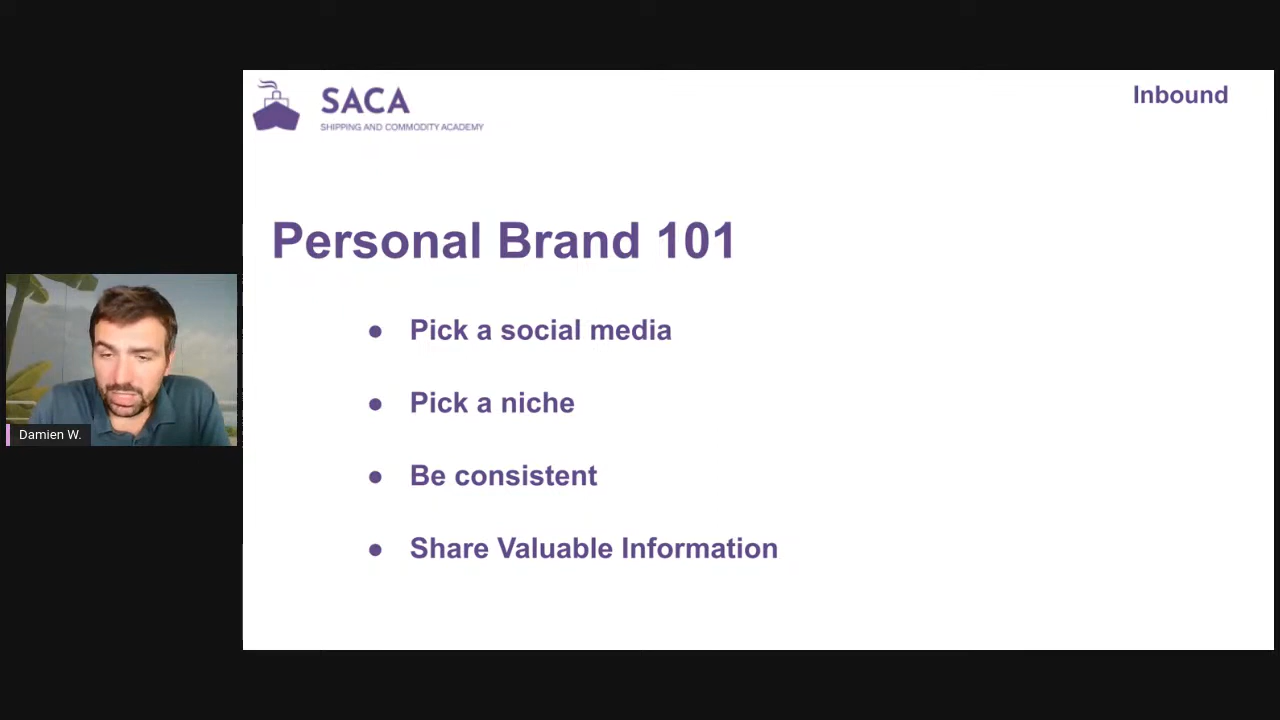 SACA
SHIPPING AND COMMODITY ACADEMY
Inbound
Personal Brand 101
● Pick a social media
● Pick a niche
● Be consistent
● Share Valuable Information
Damien W.